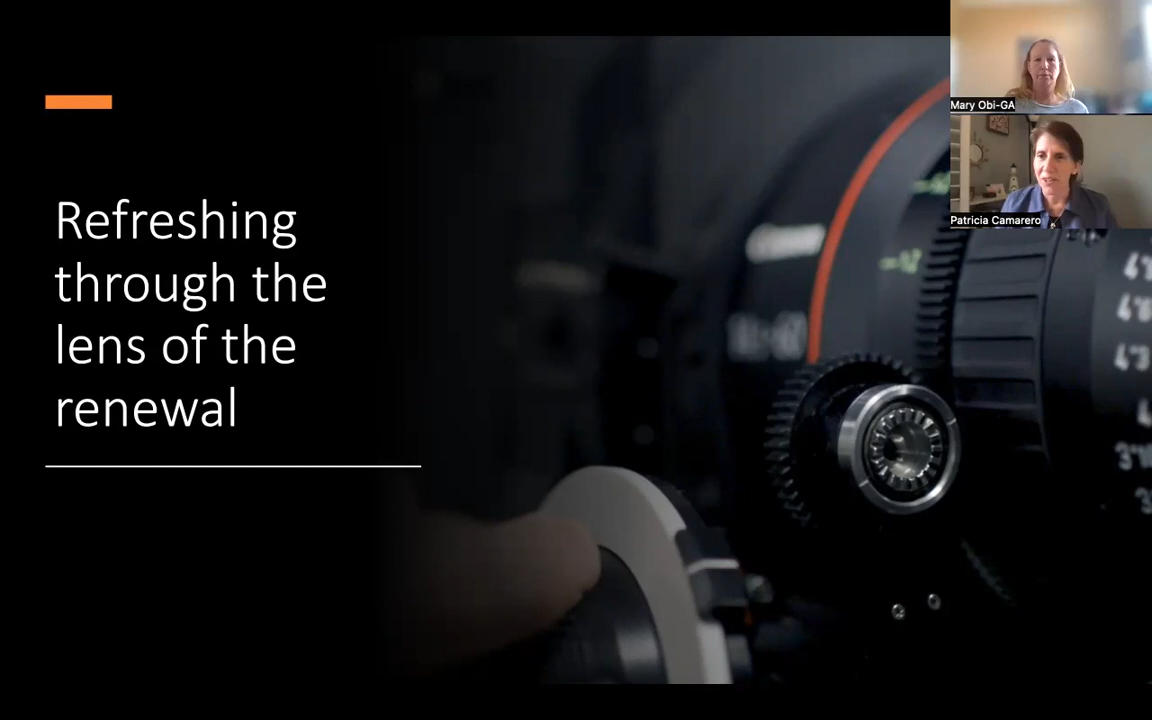 Refreshing
through the
lens of the
renewal
Mary Obi-GA
Patricia Camarero